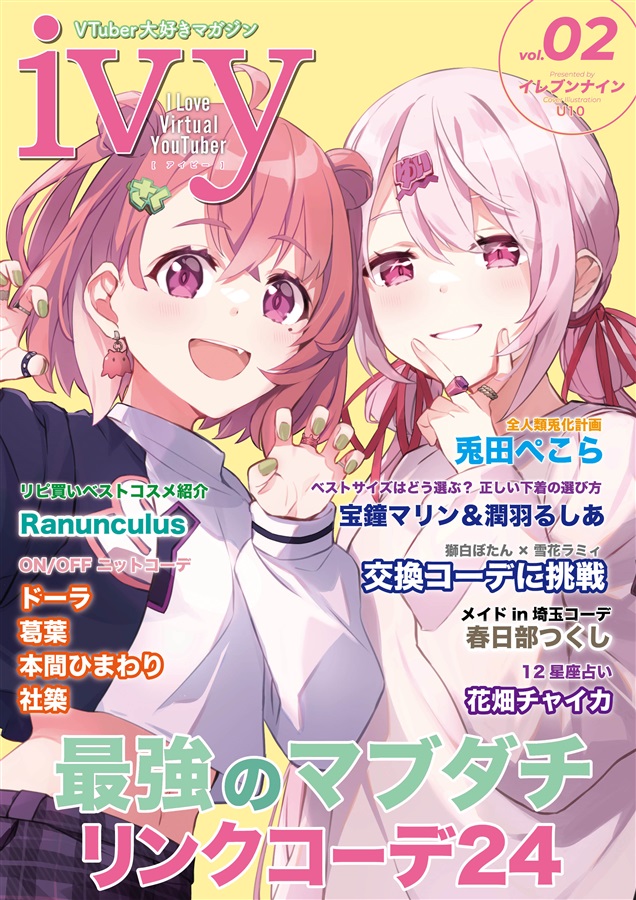 VTuber大好きマガジン
ivy
I Love
Virtual
YouTuber
[ アイビー ]
vol.02
Presented by
イレブンナイン
Cover Illustration
U10
さく
ゆい
全人類兎化計画
兎田ぺこら
リピ買いベストコスメ紹介
Ranunculus
ベストサイズはどう選ぶ？ 正しい下着の選び方
宝鐘マリン＆潤羽るしあ
ON/OFF ニットコーデ
ドーラ
葛葉
本間ひまわり
社築
獅白ぼたん × 雪花ラミィ
交換コーデに挑戦
メイド in 埼玉コーデ
春日部つくし
12星座占い
花畑チャイカ
最強のマブダチ
リンクコーデ24